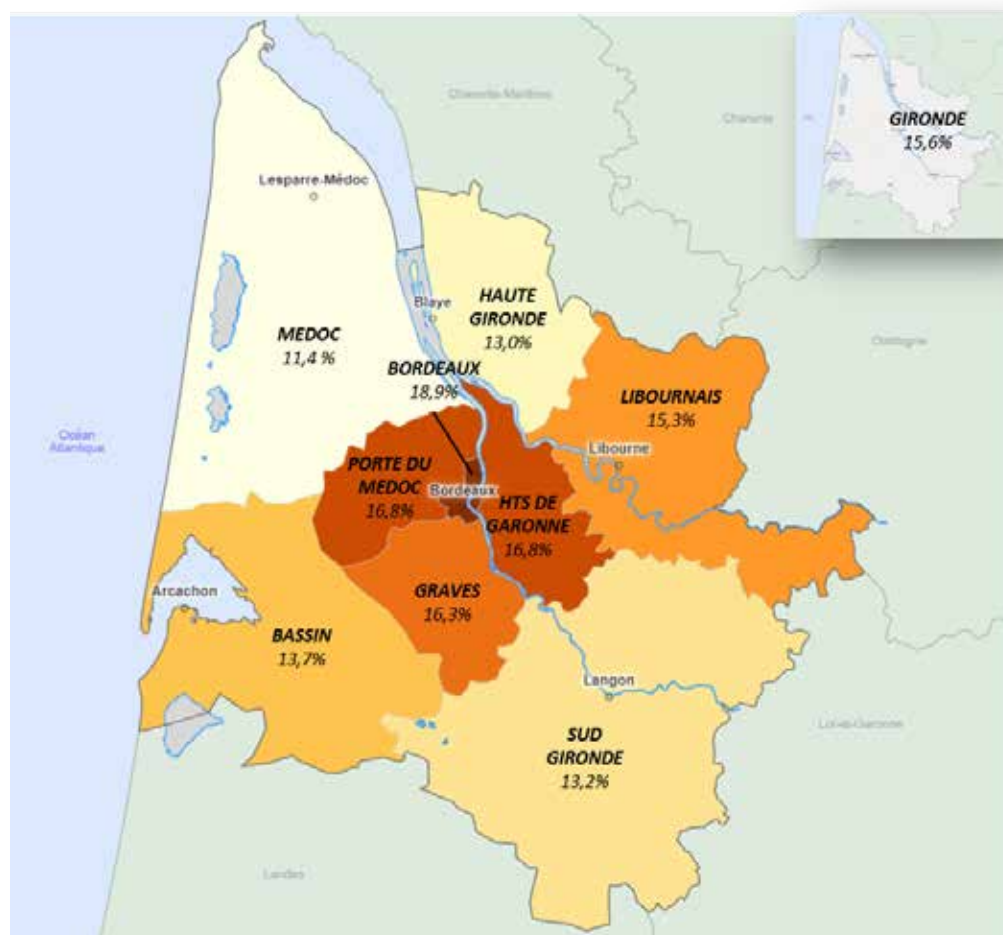 Charente-Maritime
Charente
GIRONDE
15,6%
Lesparre-Médoc
HAUTE
GIRONDE
13,0%
Blaye
MEDOC
11,4 %
BORDEAUX
18,9%
Dordogne
LIBOURNAIS
15,3%
Océan
Atlantique
Libourne
PORTE DU
MEDOC
16,8%
Bordeaux
HTS DE
GARONNE
16,8%
Arcachon
GRAVES
16,3%
BASSIN
13,7%
Langon
Lot-et-Garonne
SUD
GIRONDE
13,2%
Landes